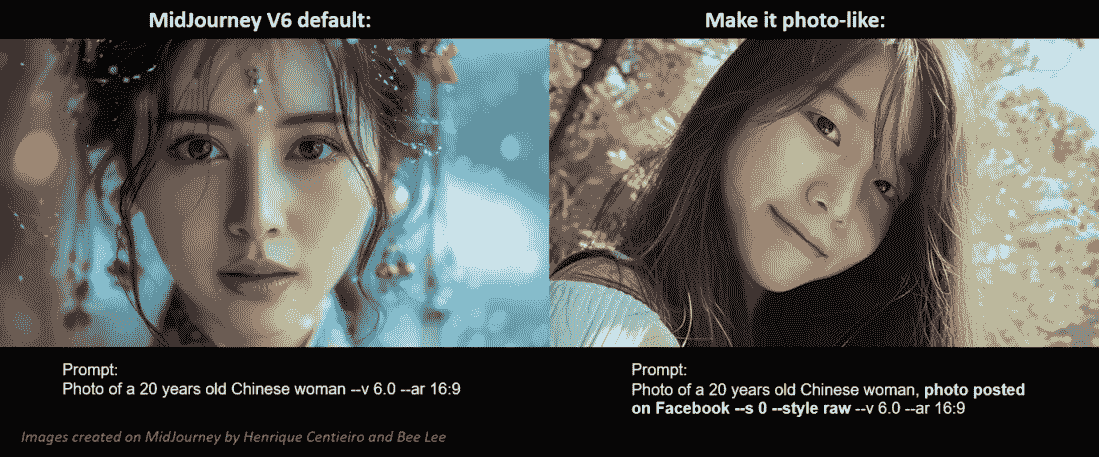 MidJourney V6 default:
Make it photo-like:
Prompt:
Photo of a 20 years old Chinese woman --v 6.0 --ar 16:9
Prompt:
Photo of a 20 years old Chinese woman, photo posted
on Facebook --s 0 --style raw --v 6.0 --ar 16:9
Images created on MidJourney by Henrique Centieiro and Bee Lee